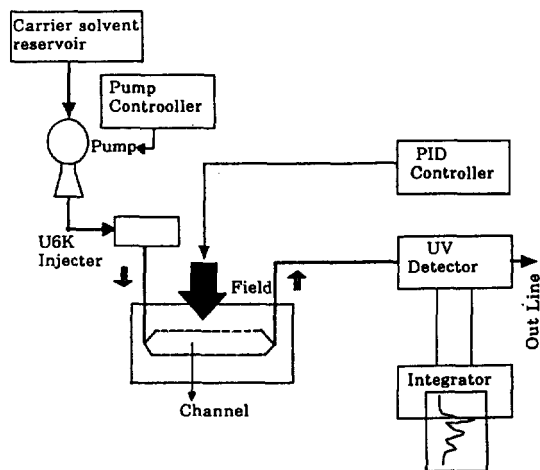 Carrier solvent
reservoir
Pump
Controoller
Pump
PID
Controller
U6K
Injecter
Field
UV
Detector
Out Line
Integrator
Channel